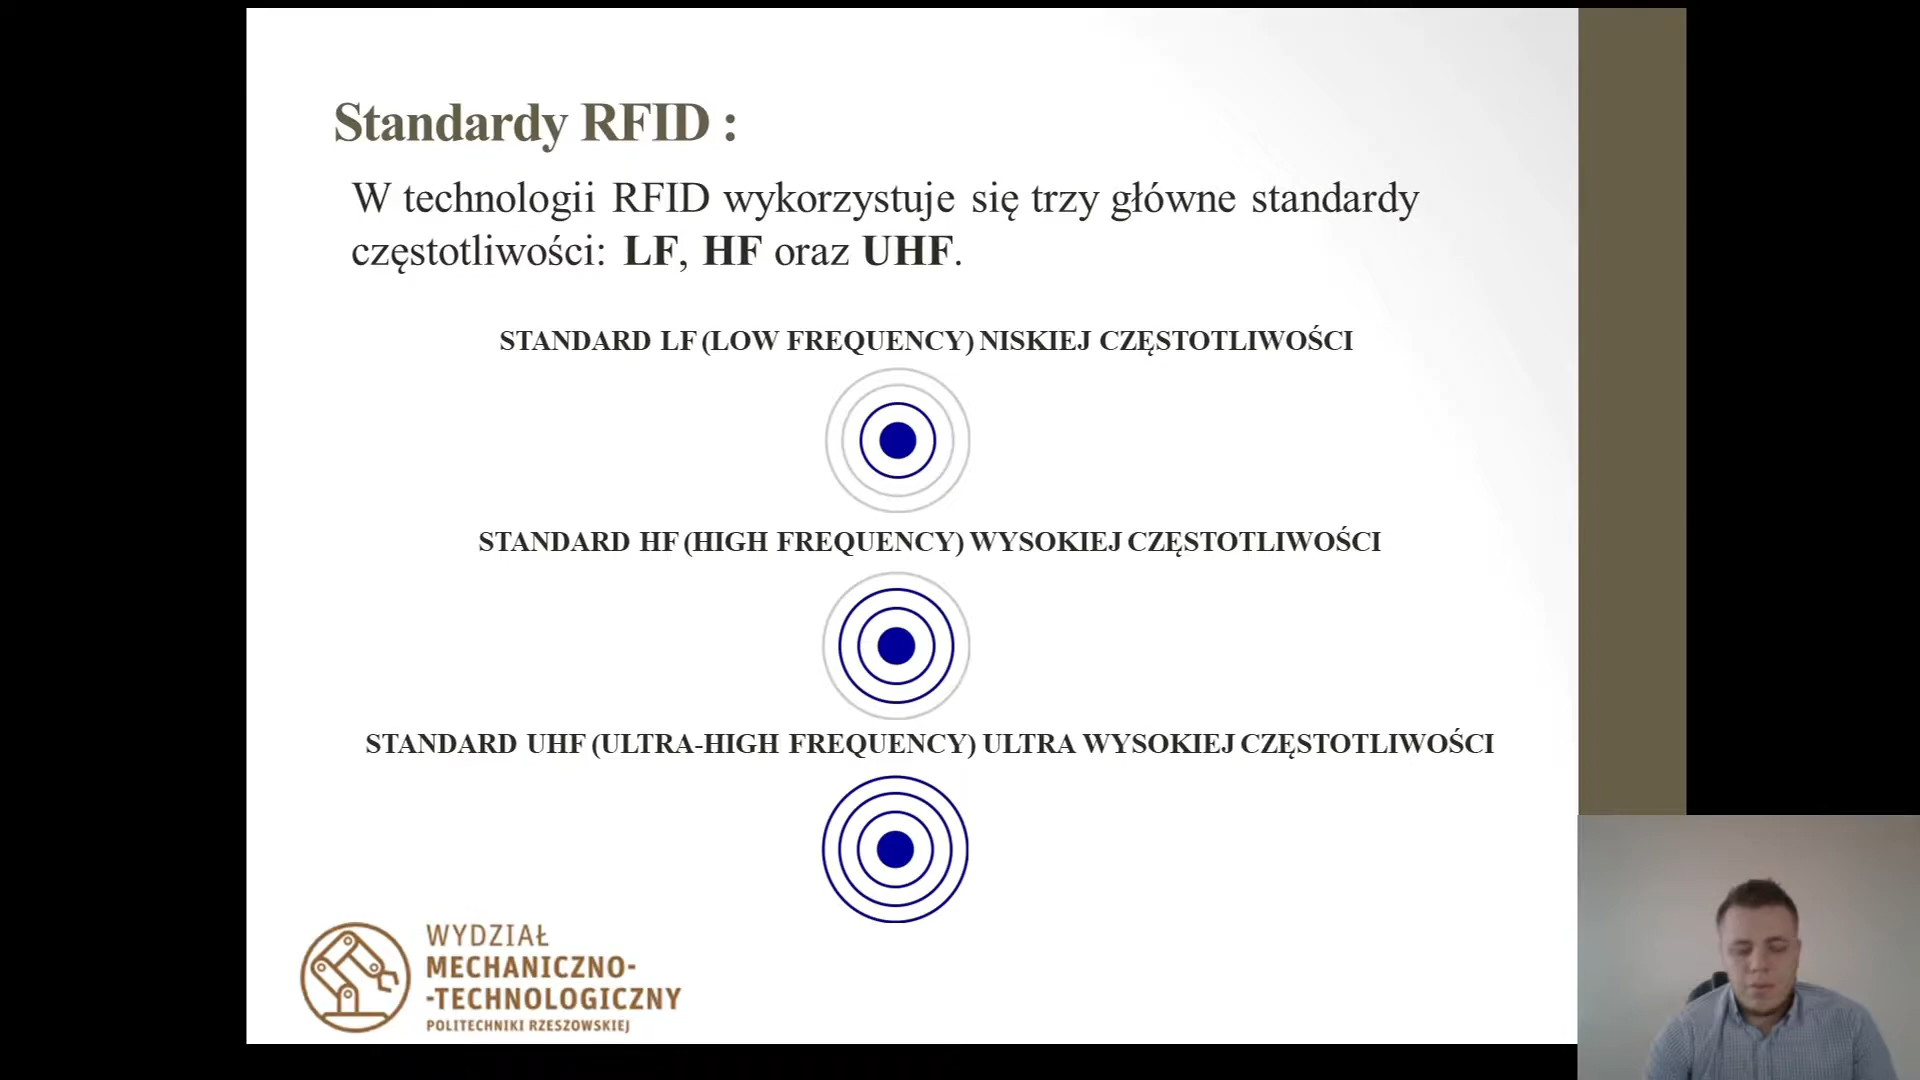 Standardy RFID :
W technologii RFID wykorzystuje się trzy główne standardy
częstotliwości: LF, HF oraz UHF.
STANDARD LF (LOW FREQUENCY) NISKIEJ CZĘSTOTLIWOŚCI
STANDARD HF (HIGH FREQUENCY) WYSOKIEJ CZĘSTOTLIWOŚCI
STANDARD UHF (ULTRA-HIGH FREQUENCY) ULTRA WYSOKIEJ CZĘSTOTLIWOŚCI
WYDZIAŁ
MECHANICZNO-
-TECHNOLOGICZNY
POLITECHNIKI RZESZOWSKIEJ